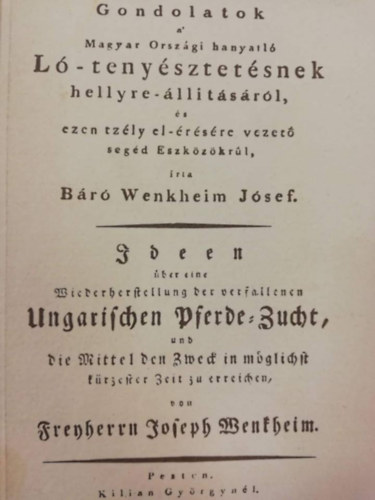 Gondolatok
a'
Magyar Országi hanyatló
Ló-tenyésztetésnek
hellyre-állitásáról,
és
ezen tzély el-érésére vezető
segéd Eszközökrűl,
irta
Báró Wenkheim Jósef.
Ideen
über eine
Wiederherstellung der verfallenen
Ungarischen Pferde-Zucht,
und
die Mittel den Zweck in möglichst
kürzester Zeit zu erreichen,
von
Freyherrn Joseph Wenkheim.
Pesten,
Kilian Györgynél.